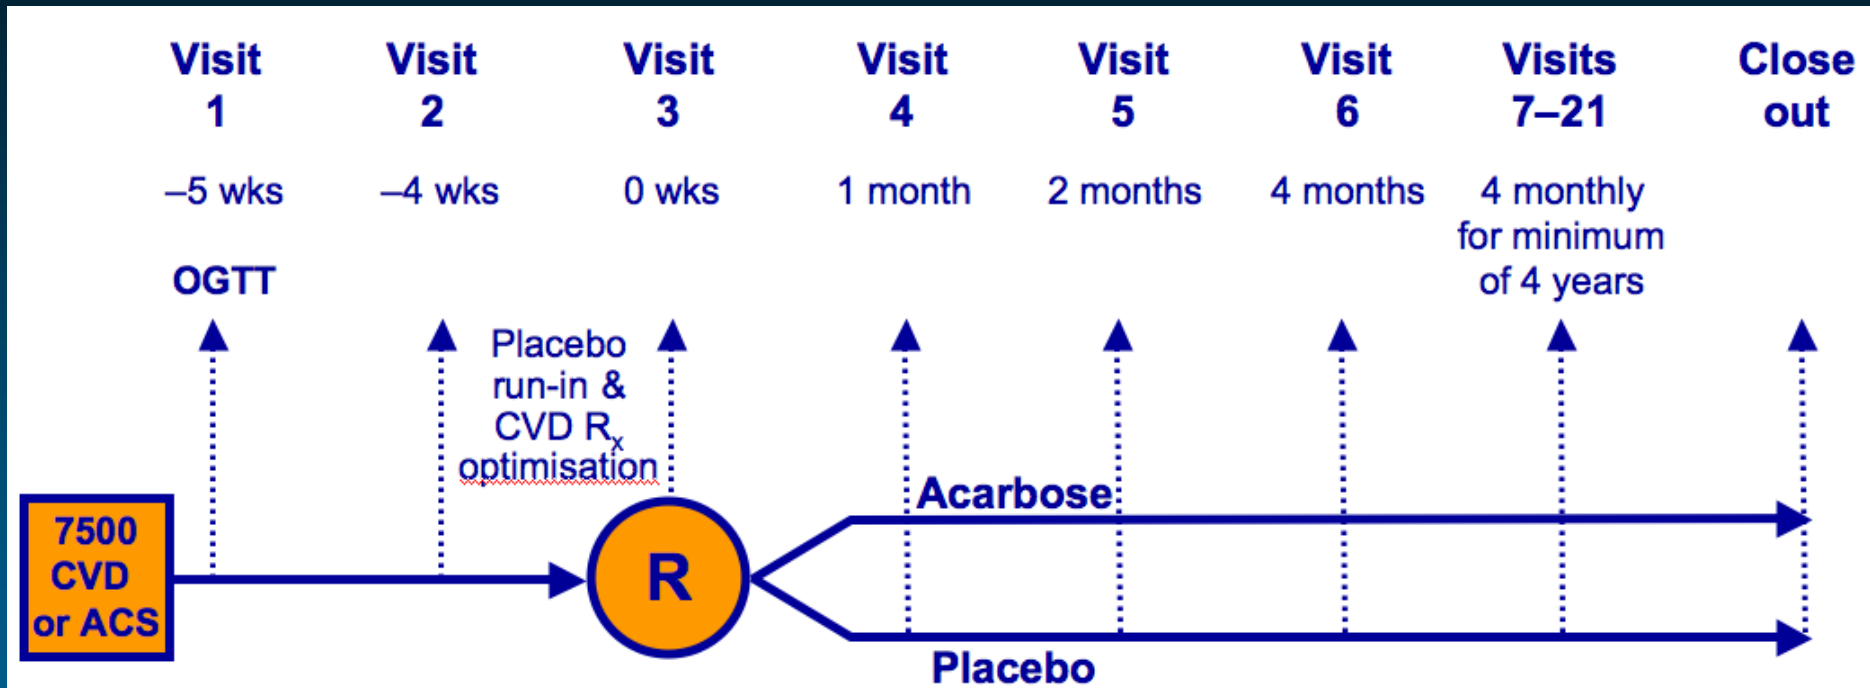 Visit
1
Visit
2
Visit
3
Visit
4
Visit
5
Visit
6
Visits
7–21
Close
out
–5 wks
–4 wks
0 wks
1 month
2 months
4 months
4 monthly
for minimum
of 4 years
OGTT
Placebo
run-in &
CVD Rx
optimisation
7500
CVD
or ACS
R
Acarbose
Placebo